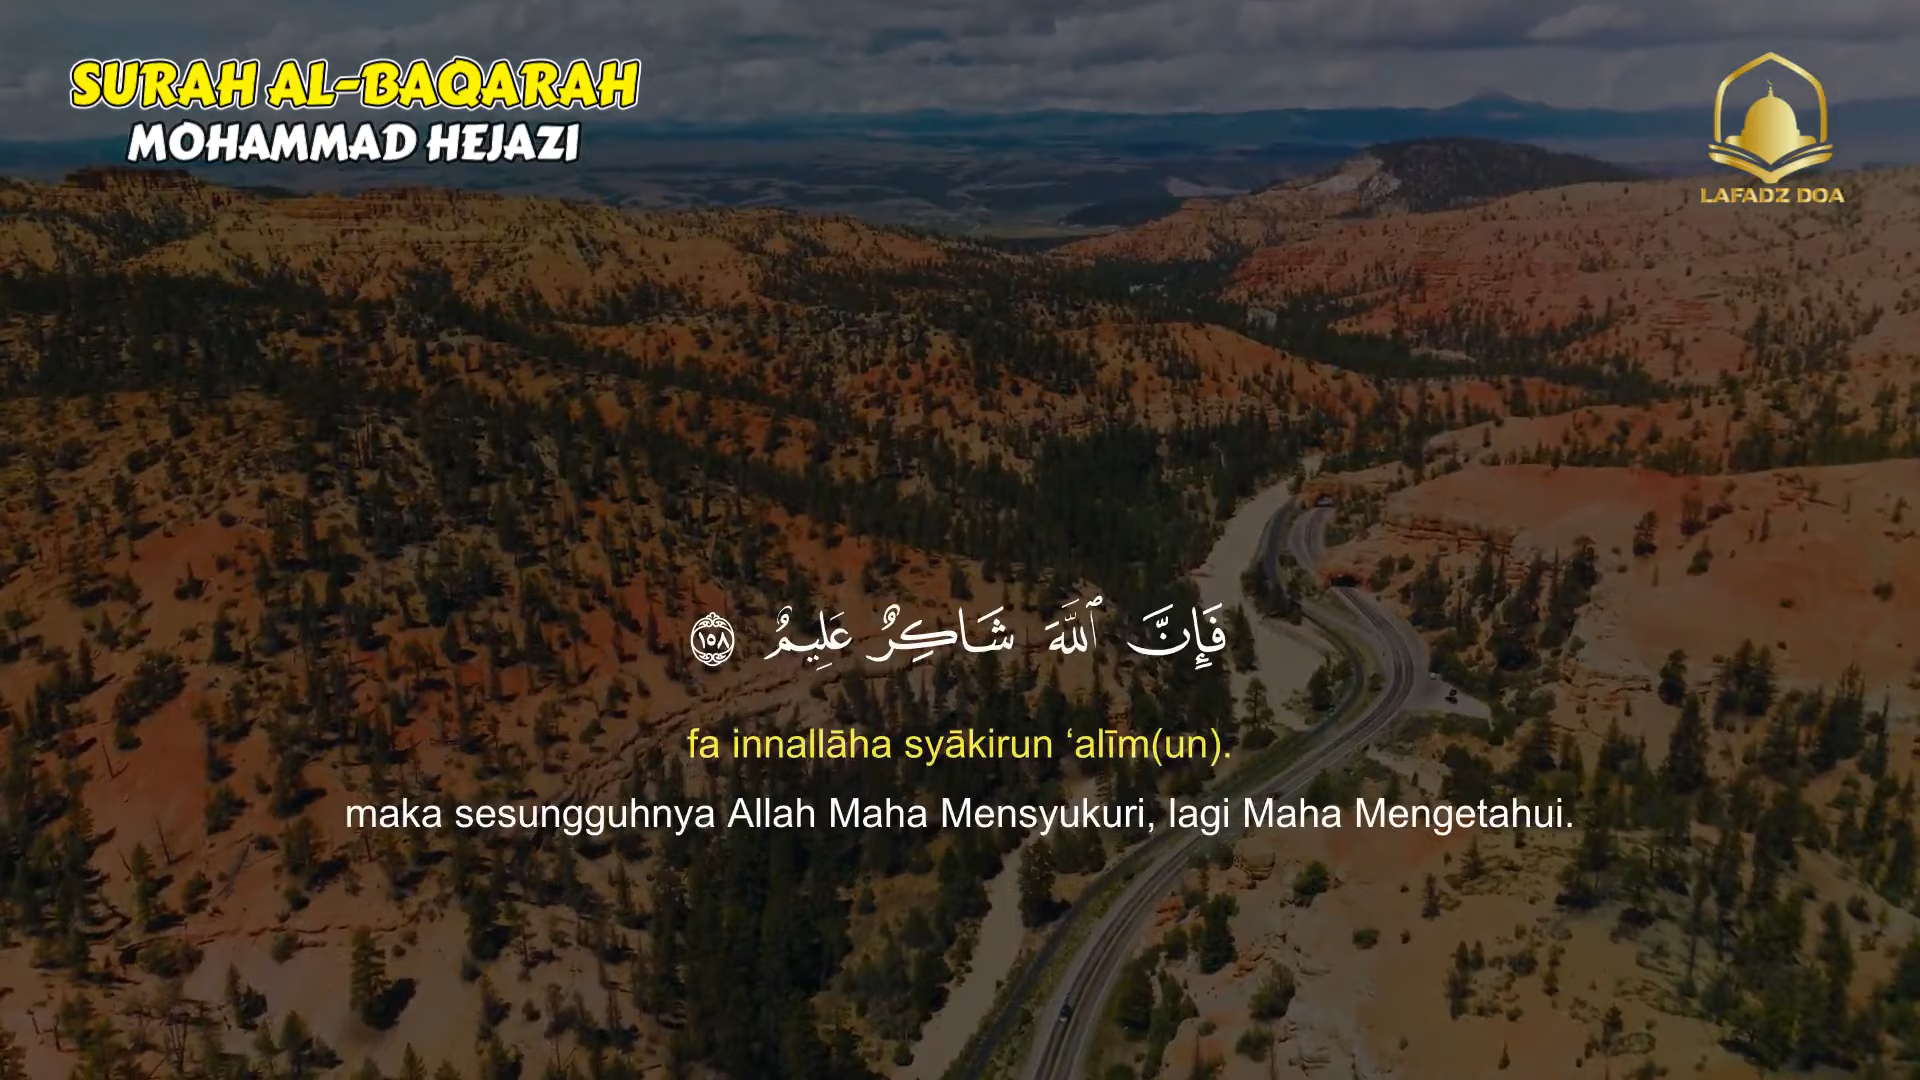 SURAH AL-BAQARAH
MOHAMMAD HEJAZI
LAFADZ DOA
فَإِنَّ ٱللَّهَ شَاكِرٌ عَلِيمٌ ١٥٨
fa innallāha syākirun ‘alīm(un).
maka sesungguhnya Allah Maha Mensyukuri, lagi Maha Mengetahui.